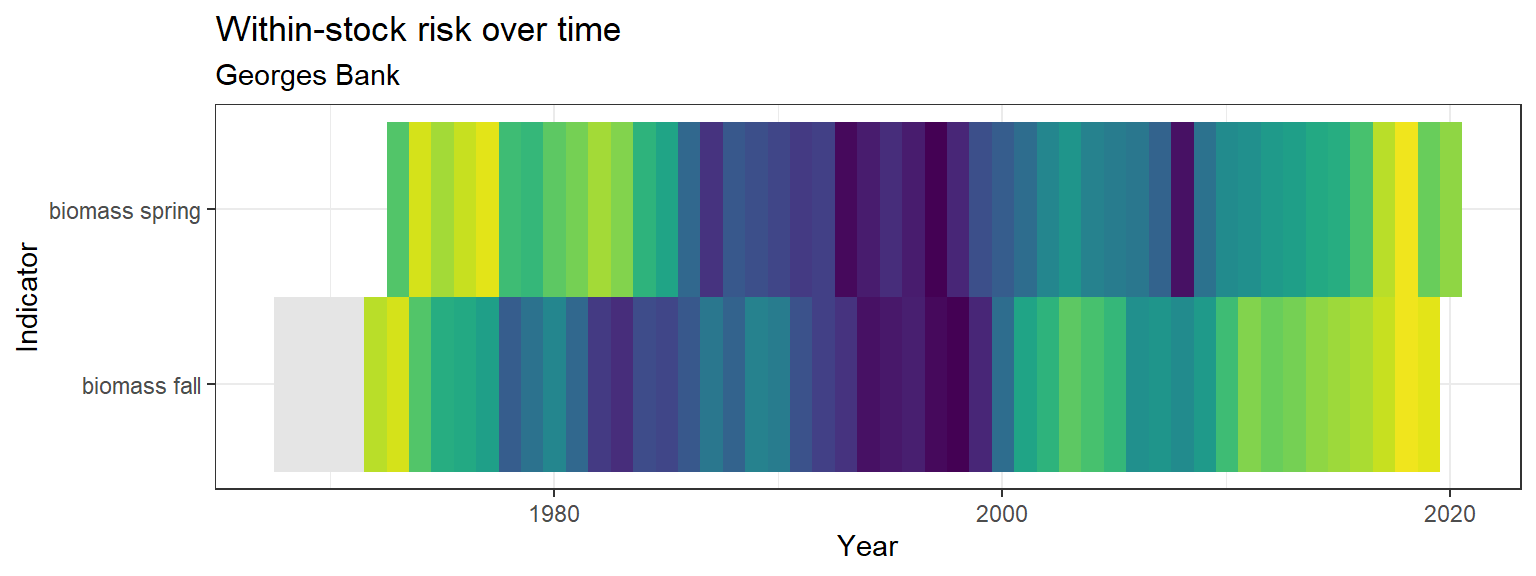 Within-stock risk over time
Georges Bank
Indicator
biomass spring
biomass fall
1980
2000
2020
Year